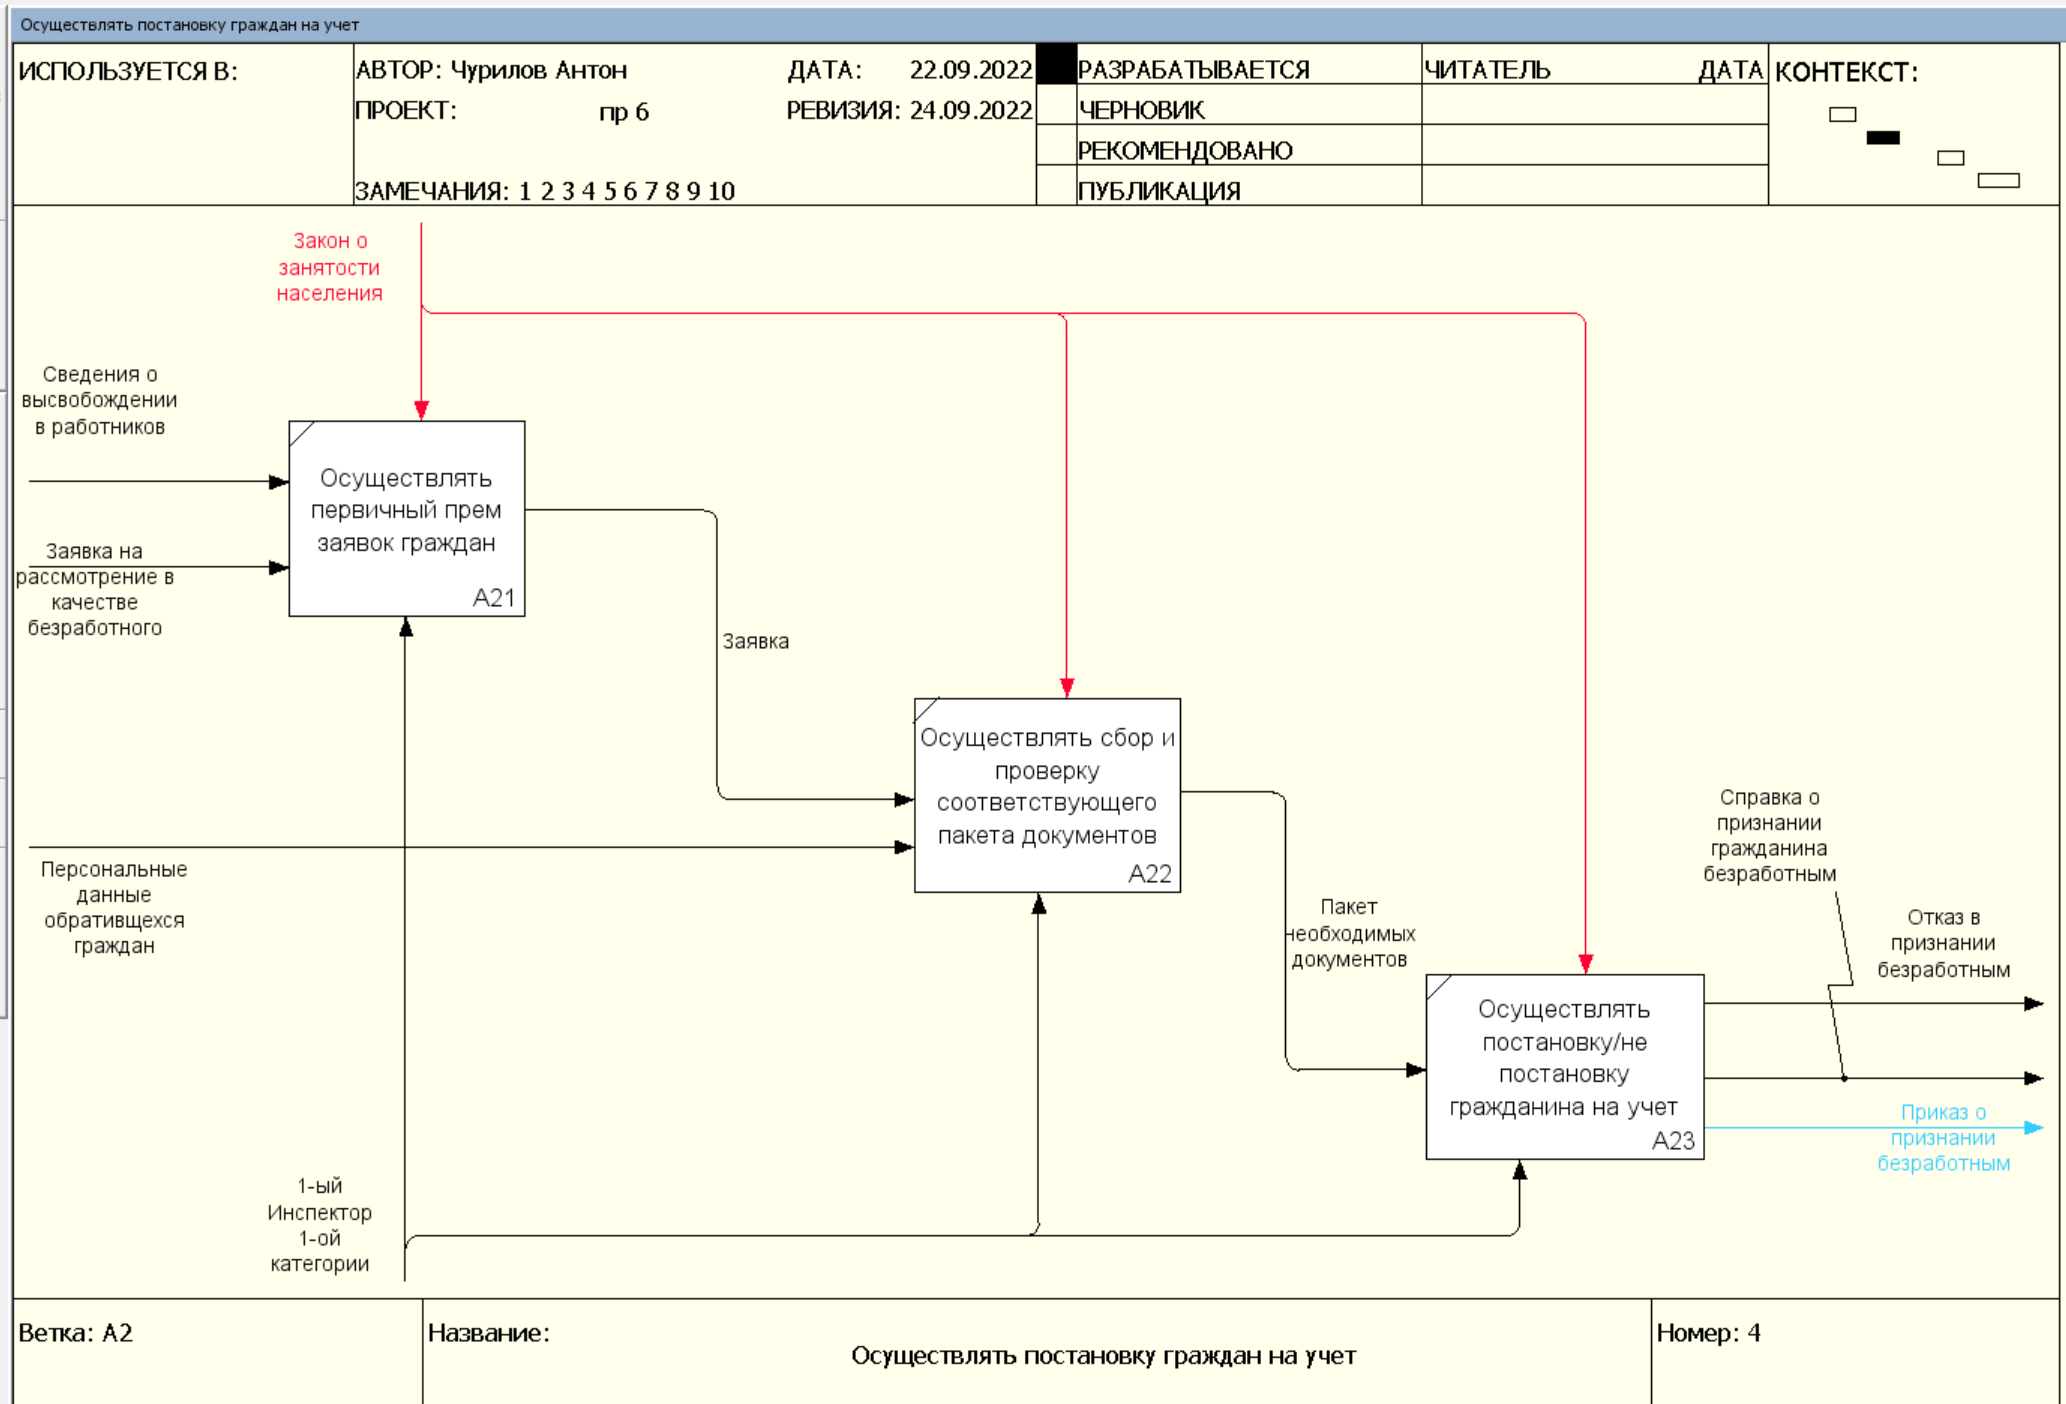 Осуществлять постановку граждан на учет
ИСПОЛЬЗУЕТСЯ В:
АВТОР: Чурилов Антон
ДАТА: 22.09.2022
ПРОЕКТ: пр 6
РЕВИЗИЯ: 24.09.2022
ЗАМЕЧАНИЯ: 1 2 3 4 5 6 7 8 9 10
РАЗРАБАТЫВАЕТСЯ
ЧЕРНОВИК
РЕКОМЕНДОВАНО
ПУБЛИКАЦИЯ
ЧИТАТЕЛЬ
ДАТА
КОНТЕКСТ:
Закон о
занятости
населения
Сведения о
высвобождении
в работников
Осуществлять
первичный прем
заявок граждан
A21
Заявка на
рассмотрение в
качестве
безработного
Заявка
Осуществлять сбор и
проверку
соответствующего
пакета документов
A22
Персональные
данные
обративщехся
граждан
Пакет
необходимых
документов
Справка о
признании
гражданина
безработным
Отказ в
признании
безработным
Осуществлять
постановку/не
постановку
гражданина на учет
A23
Приказ о
признании
безработным
1-ый
Инспектор
1-ой
категории
Ветка: A2
Название:
Осуществлять постановку граждан на учет
Номер: 4